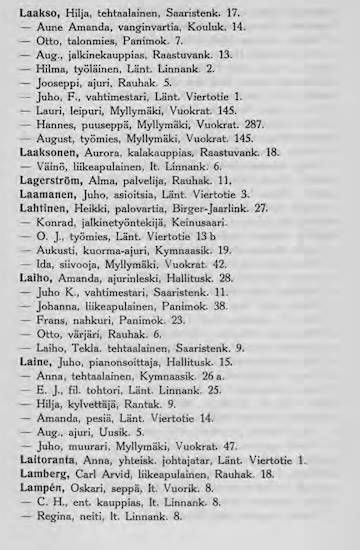 Laakso, Hilja, tehtaalainen, Saaristenk. 17.
— Aune Amanda, vanginvartia, Kouluk. 14.
— Otto, talonmies, Panimok. 7.
— Aug., jalkinekauppias, Raastuvank. 13.
— Hilma, työläinen, Länt. Linnank. 2.
— Jooseppi, ajuri, Rauhak. 5.
— Juho, F., vahtimestari, Länt. Viertotie 1.
— Lauri, leipuri, Myllymäki, Vuokrat. 145.
— Hannes, puuseppä, Myllymäki, Vuokrat. 287.
— August, työmies, Myllymäki, Vuokrat. 145.
Laaksonen, Aurora, kalakauppias, Raastuvank. 18.
— Väinö, liikeapulainen, It. Linnank. 6.
Lagerström, Alma, palvelija, Rauhak. 11.
Laamanen, Juho, asioitsia, Länt. Viertotie 3.
Lahtinen, Heikki, palovartia, Birger-Jaarlink. 27.
— Konrad, jalkinetyöntekijä, Keinusaari.
— O. J., työmies, Länt. Viertotie 13 b
— Aukusti, kuorma-ajuri, Kymnaasik. 19.
— Ida, siivooja, Myllymäki, Vuokrat. 42.
Laiho, Amanda, ajurinleski, Hallitusk. 28.
— Juho K., vahtimestari, Saaristenk. 11.
— Johanna, liikeapulainen, Panimok. 38.
— Frans, nahkuri, Panimok. 23.
— Otto, värjäri, Rauhak. 6.
— Laiho, Tekla. tehtaalainen, Saaristenk. 9.
Laine, Juho, pianonsoittaja, Hallitusk. 15.
— Anna, tehtaalainen, Kymnaasik. 26 a.
— E. J., fil. tohtori, Länt. Linnank. 25.
— Hilja, kylvettäjä, Rantak. 9.
— Amanda, pesiä, Länt. Viertotie 14.
— Aug., ajuri, Uusik. 5.
— Juho, muurari, Myllymäki, Vuokrat. 47.
Laitoranta, Anna, yhteisk. johtajatar, Länt. Viertotie 1.
Lamberg, Carl Arvid, liikeapulainen, Rauhak. 18.
Lampén, Oskari, seppä, It. Vuorik. 8.
— C. H., ent. kauppias, It. Linnank. 8.
— Regina, neiti, It. Linnank. 8.